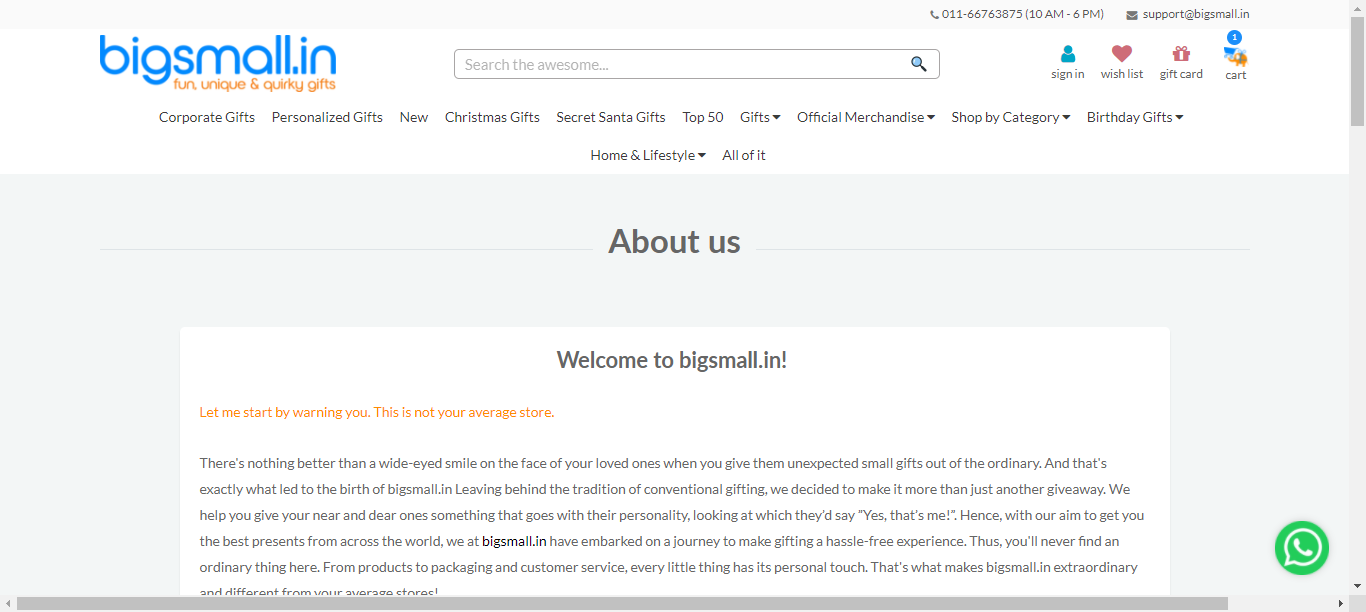 011-66763875 (10 AM - 6 PM) support@bigsmall.in
bigsmall.in
fun, unique & quirky gifts
Search the awesome...
1
sign in wish list gift card cart
Corporate Gifts Personalized Gifts New Christmas Gifts Secret Santa Gifts Top 50 Gifts Official Merchandise Shop by Category Birthday Gifts
Home & Lifestyle All of it
About us
Welcome to bigsmall.in!
Let me start by warning you. This is not your average store.
There's nothing better than a wide-eyed smile on the face of your loved ones when you give them unexpected small gifts out of the ordinary. And that's
exactly what led to the birth of bigsmall.in Leaving behind the tradition of conventional gifting, we decided to make it more than just another giveaway. We
help you give your near and dear ones something that goes with their personality, looking at which they'd say "Yes, that's me!". Hence, with our aim to get you
the best presents from across the world, we at bigsmall.in have embarked on a journey to make gifting a hassle-free experience. Thus, you'll never find an
ordinary thing here. From products to packaging and customer service, every little thing has its personal touch. That's what makes bigsmall.in extraordinary
and different from your average stores!